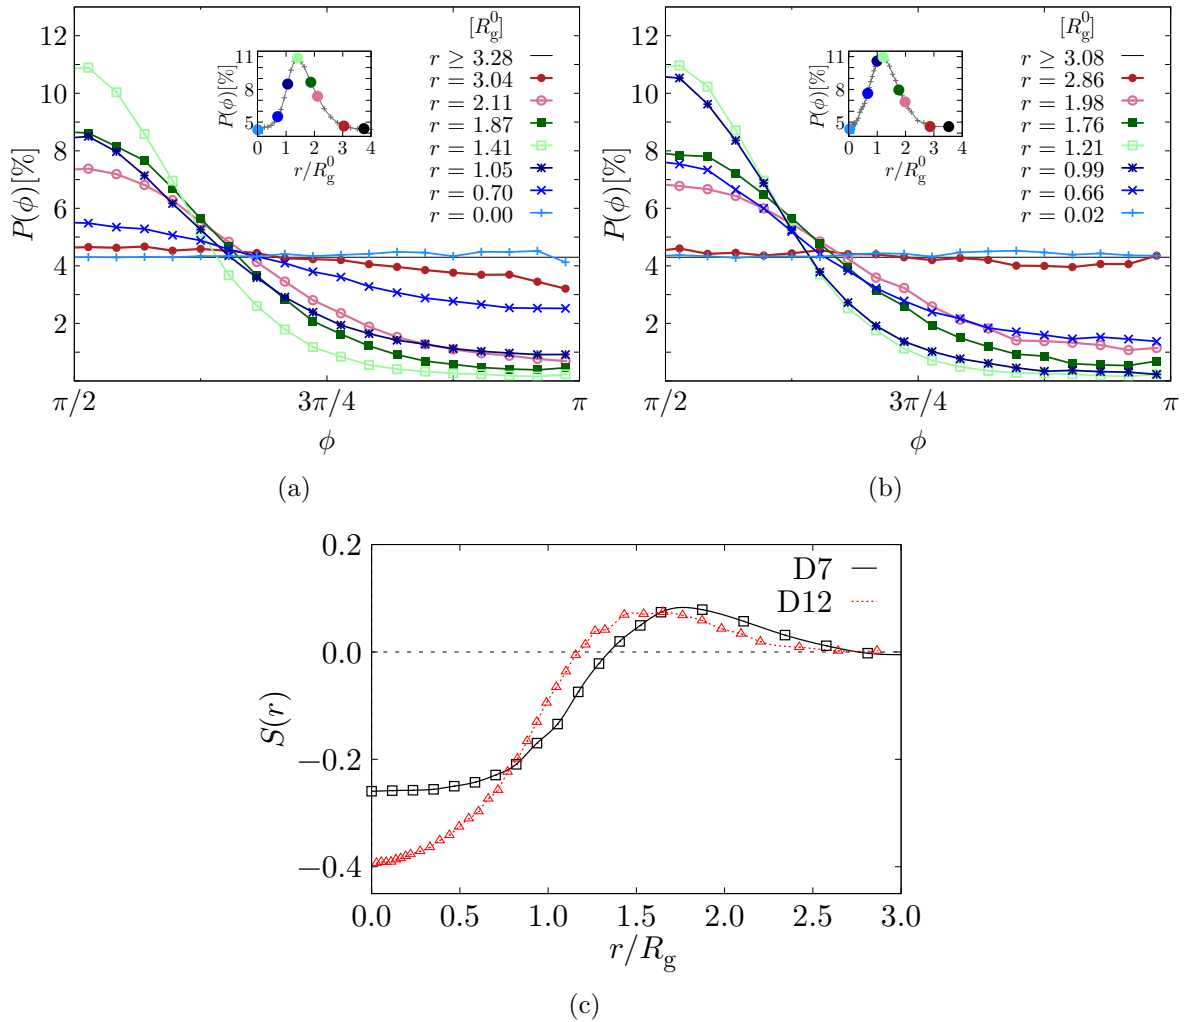 12
10
8
6
4
2
P(ϕ)[%]
π/2
3π/4
π
ϕ
[R_g^0]
r ≥ 3.28
r = 3.04
r = 2.11
r = 1.87
r = 1.41
r = 1.05
r = 0.70
r = 0.00
11
8
5
P(ϕ)[%]
0 1 2 3 4
r/R_g^0
(a)
12
10
8
6
4
2
P(ϕ)[%]
π/2
3π/4
π
ϕ
[R_g^0]
r ≥ 3.08
r = 2.86
r = 1.98
r = 1.76
r = 1.21
r = 0.99
r = 0.66
r = 0.02
11
8
5
P(ϕ)[%]
0 1 2 3 4
r/R_g^0
(b)
0.2
0.0
−0.2
−0.4
S(r)
D7
D12
0.0 0.5 1.0 1.5 2.0 2.5 3.0
r/R_g
(c)